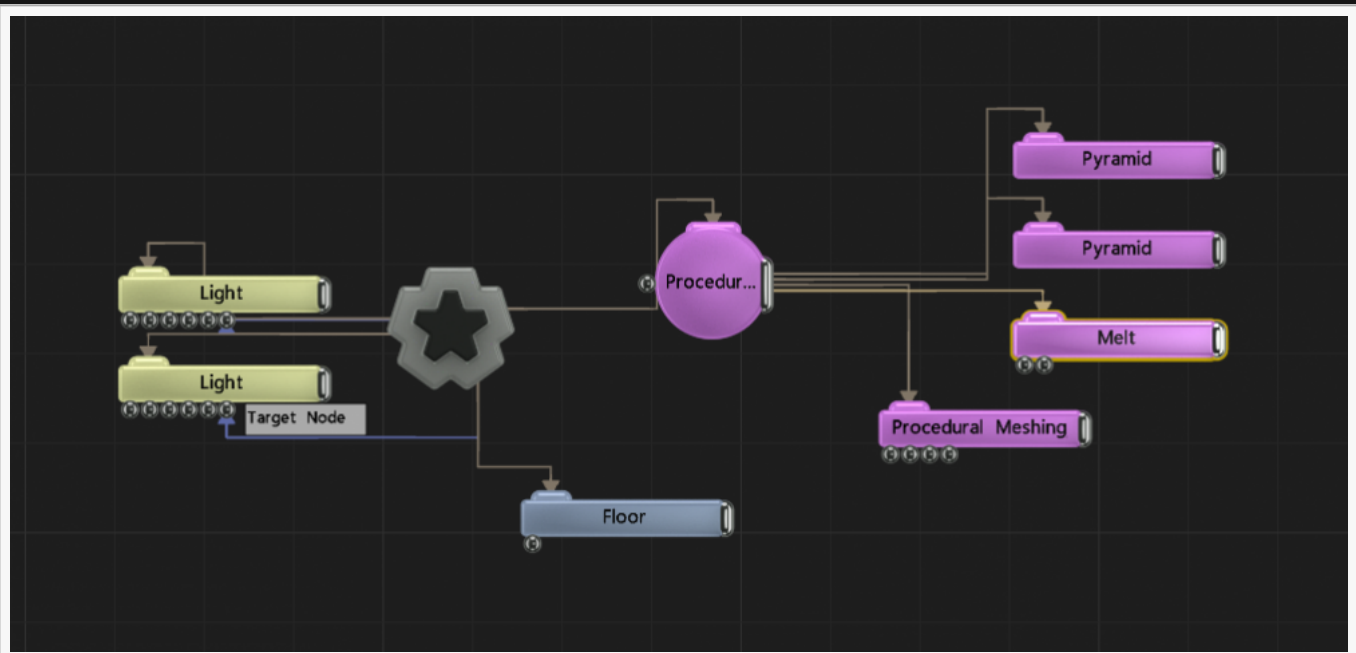 Pyramid
Pyramid
Light
Procedur...
Melt
Light
Target Node
Procedural Meshing
Floor